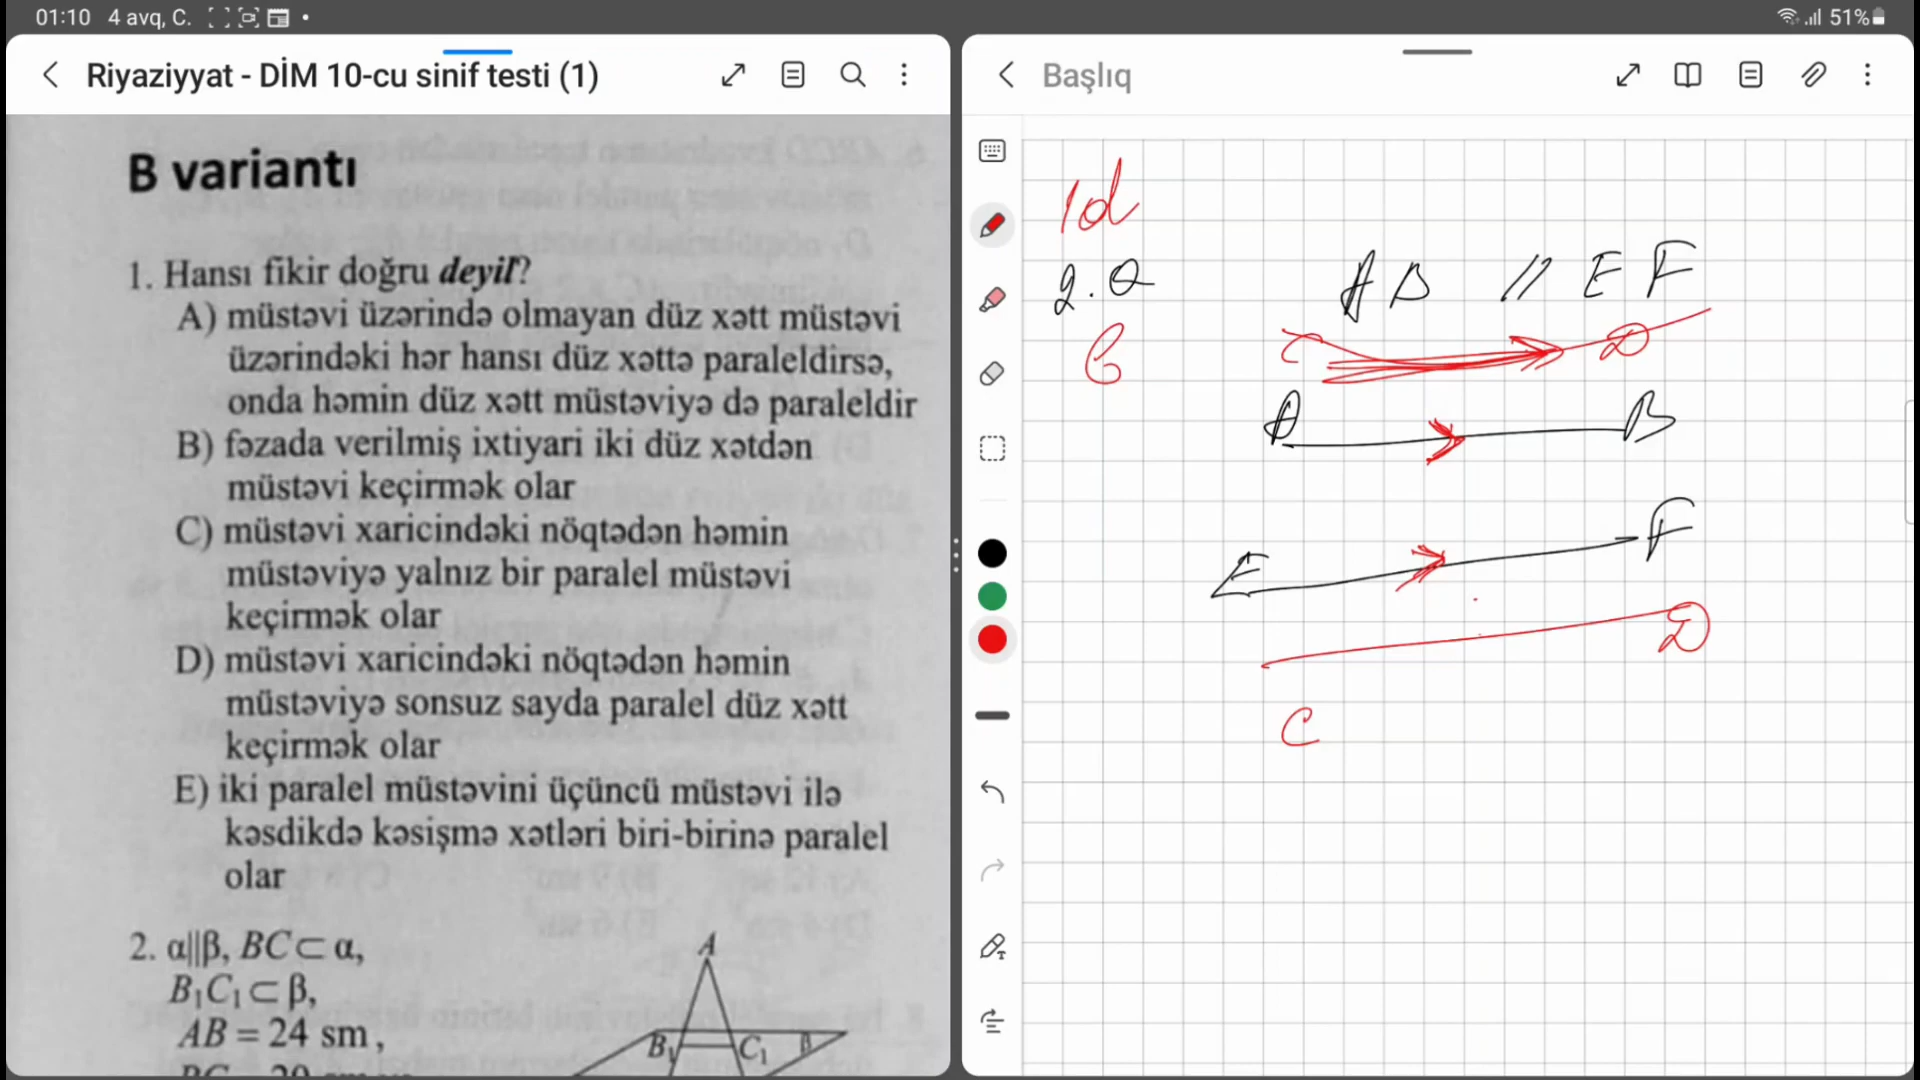 01:10 4 avq, C.
51%
Riyaziyyat - DİM 10-cu sinif testi (1)
B variantı
1. Hansı fikir doğru deyil?
A) müstəvi üzərində olmayan düz xətt müstəvi
üzərindəki hər hansı düz xəttə paraleldirsə,
onda həmin düz xətt müstəviyə də paraleldir
B) fəzada verilmiş ixtiyari iki düz xətdən
müstəvi keçirmək olar
C) müstəvi xaricindəki nöqtədən həmin
müstəviyə yalnız bir paralel müstəvi
keçirmək olar
D) müstəvi xaricindəki nöqtədən həmin
müstəviyə sonsuz sayda paralel düz xətt
keçirmək olar
E) iki paralel müstəvini üçüncü müstəvi ilə
kəsdikdə kəsişmə xətləri biri-birinə paralel
olar
2. α||β, BC⊂α,
B₁C₁⊂β,
AB = 24 sm,
A
B₁ C₁ β
Başlıq
1d
2.
AB // EF
C D
A B
E F
D
C